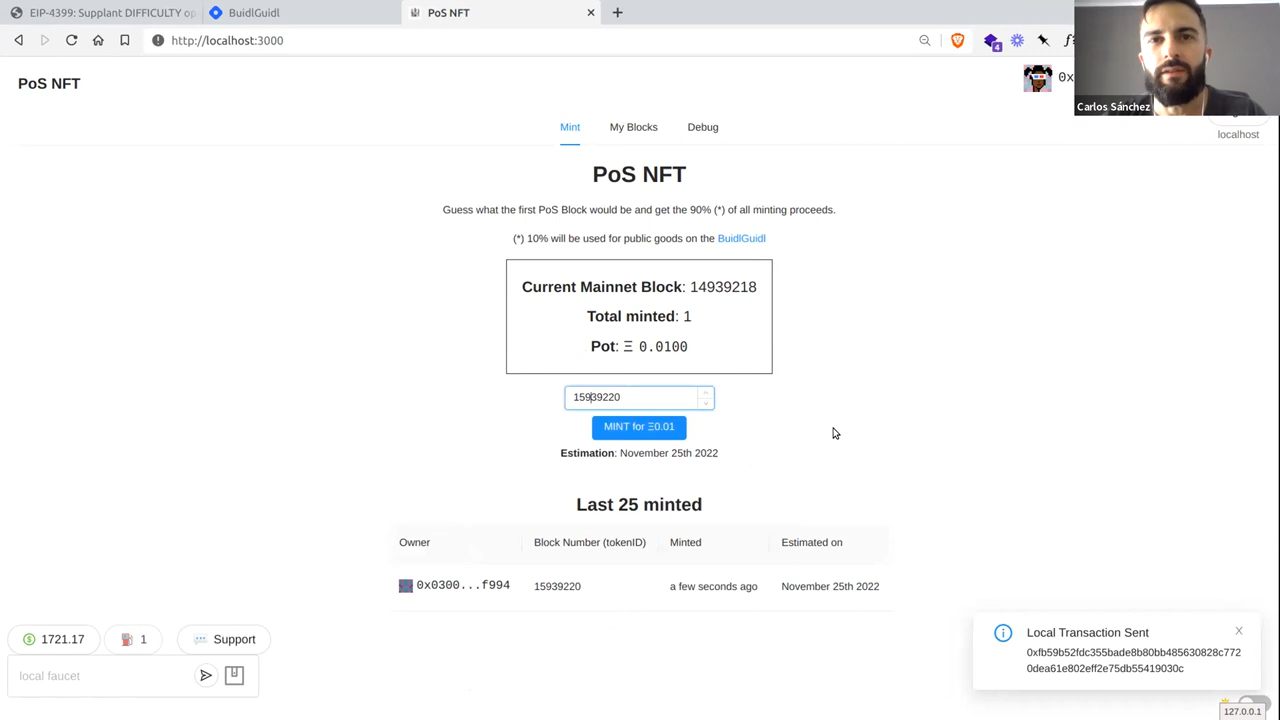 EIP-4399: Supplant DIFFICULTY op
BuidlGuidl
PoS NFT
http://localhost:3000
4
PoS NFT
0x
Carlos Sánchez
localhost
Mint
My Blocks
Debug
PoS NFT
Guess what the first PoS Block would be and get the 90% (*) of all minting proceeds.
(*) 10% will be used for public goods on the BuidlGuidl
Current Mainnet Block: 14939218
Total minted: 1
Pot: Ξ 0.0100
15939220
MINT for Ξ0.01
Estimation: November 25th 2022
Last 25 minted
Owner
Block Number (tokenID)
Minted
Estimated on
0x0300...f994
15939220
a few seconds ago
November 25th 2022
1721.17
1
Support
local faucet
Local Transaction Sent
0xfb59b52fdc355bade8b80bb485630828c772
0dea61e802eff2e75db55419030c
127.0.0.1